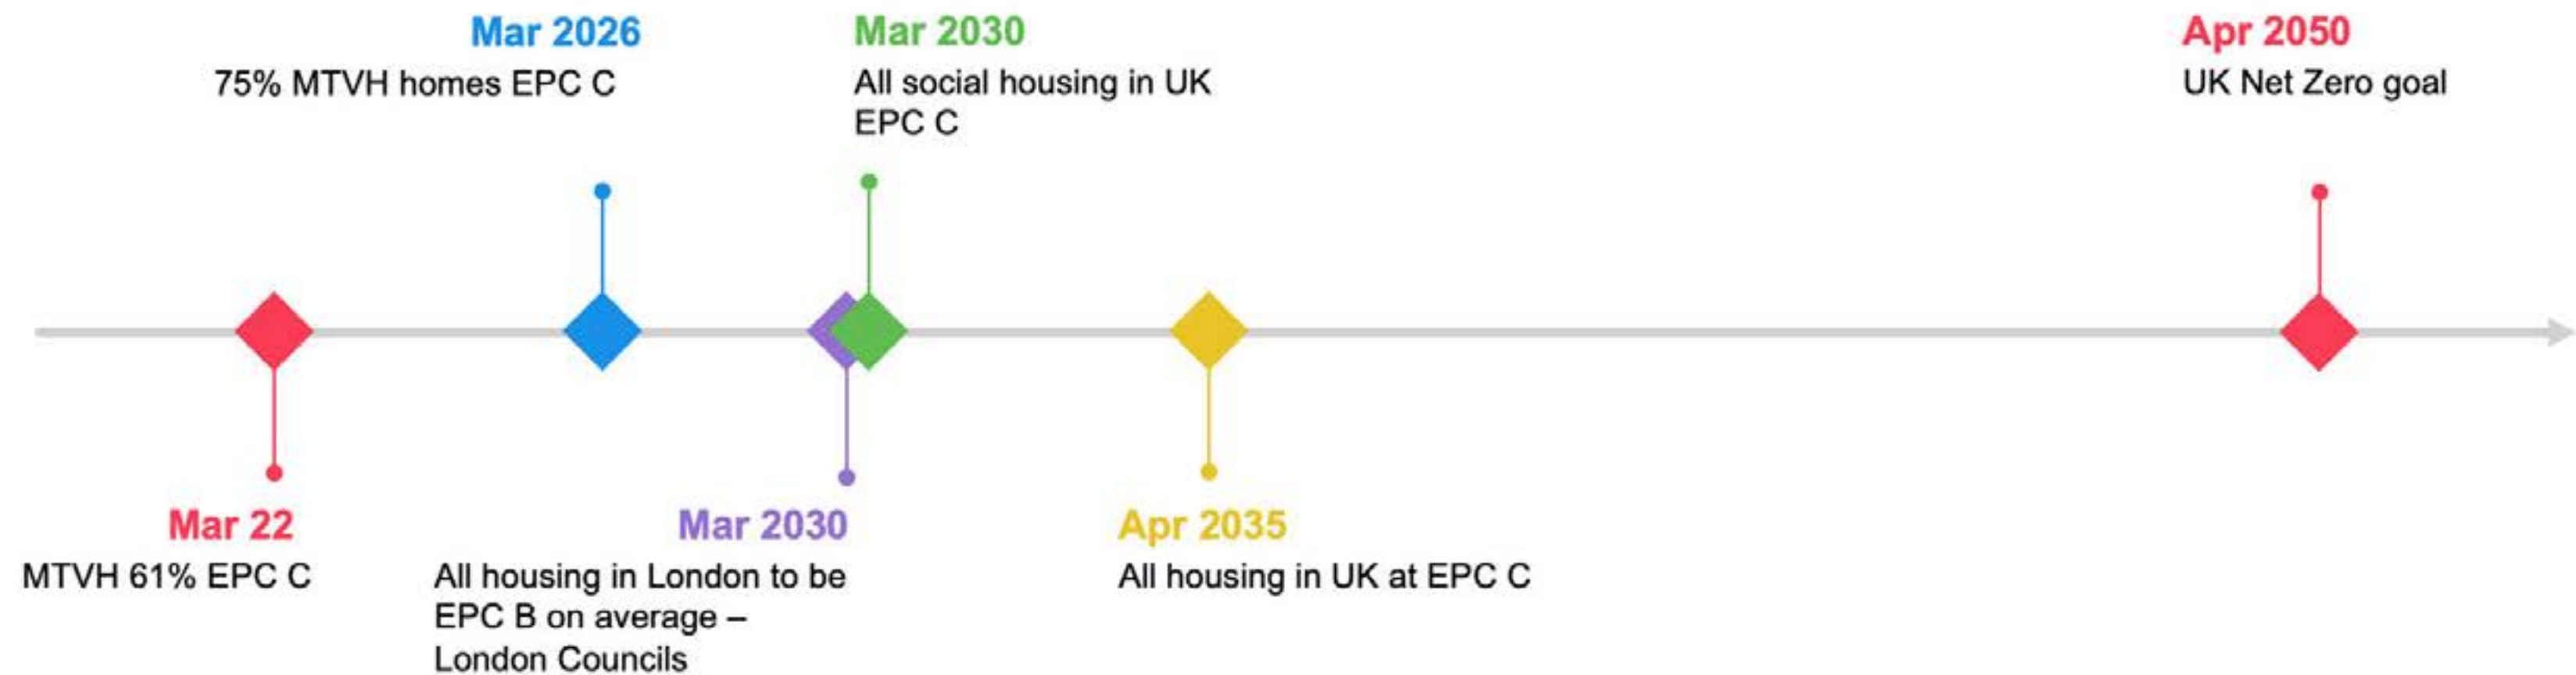 Mar 2026
75% MTVH homes EPC C
Mar 2030
All social housing in UK
EPC C
Apr 2050
UK Net Zero goal
Mar 22
MTVH 61% EPC C
Mar 2030
All housing in London to be
EPC B on average –
London Councils
Apr 2035
All housing in UK at EPC C